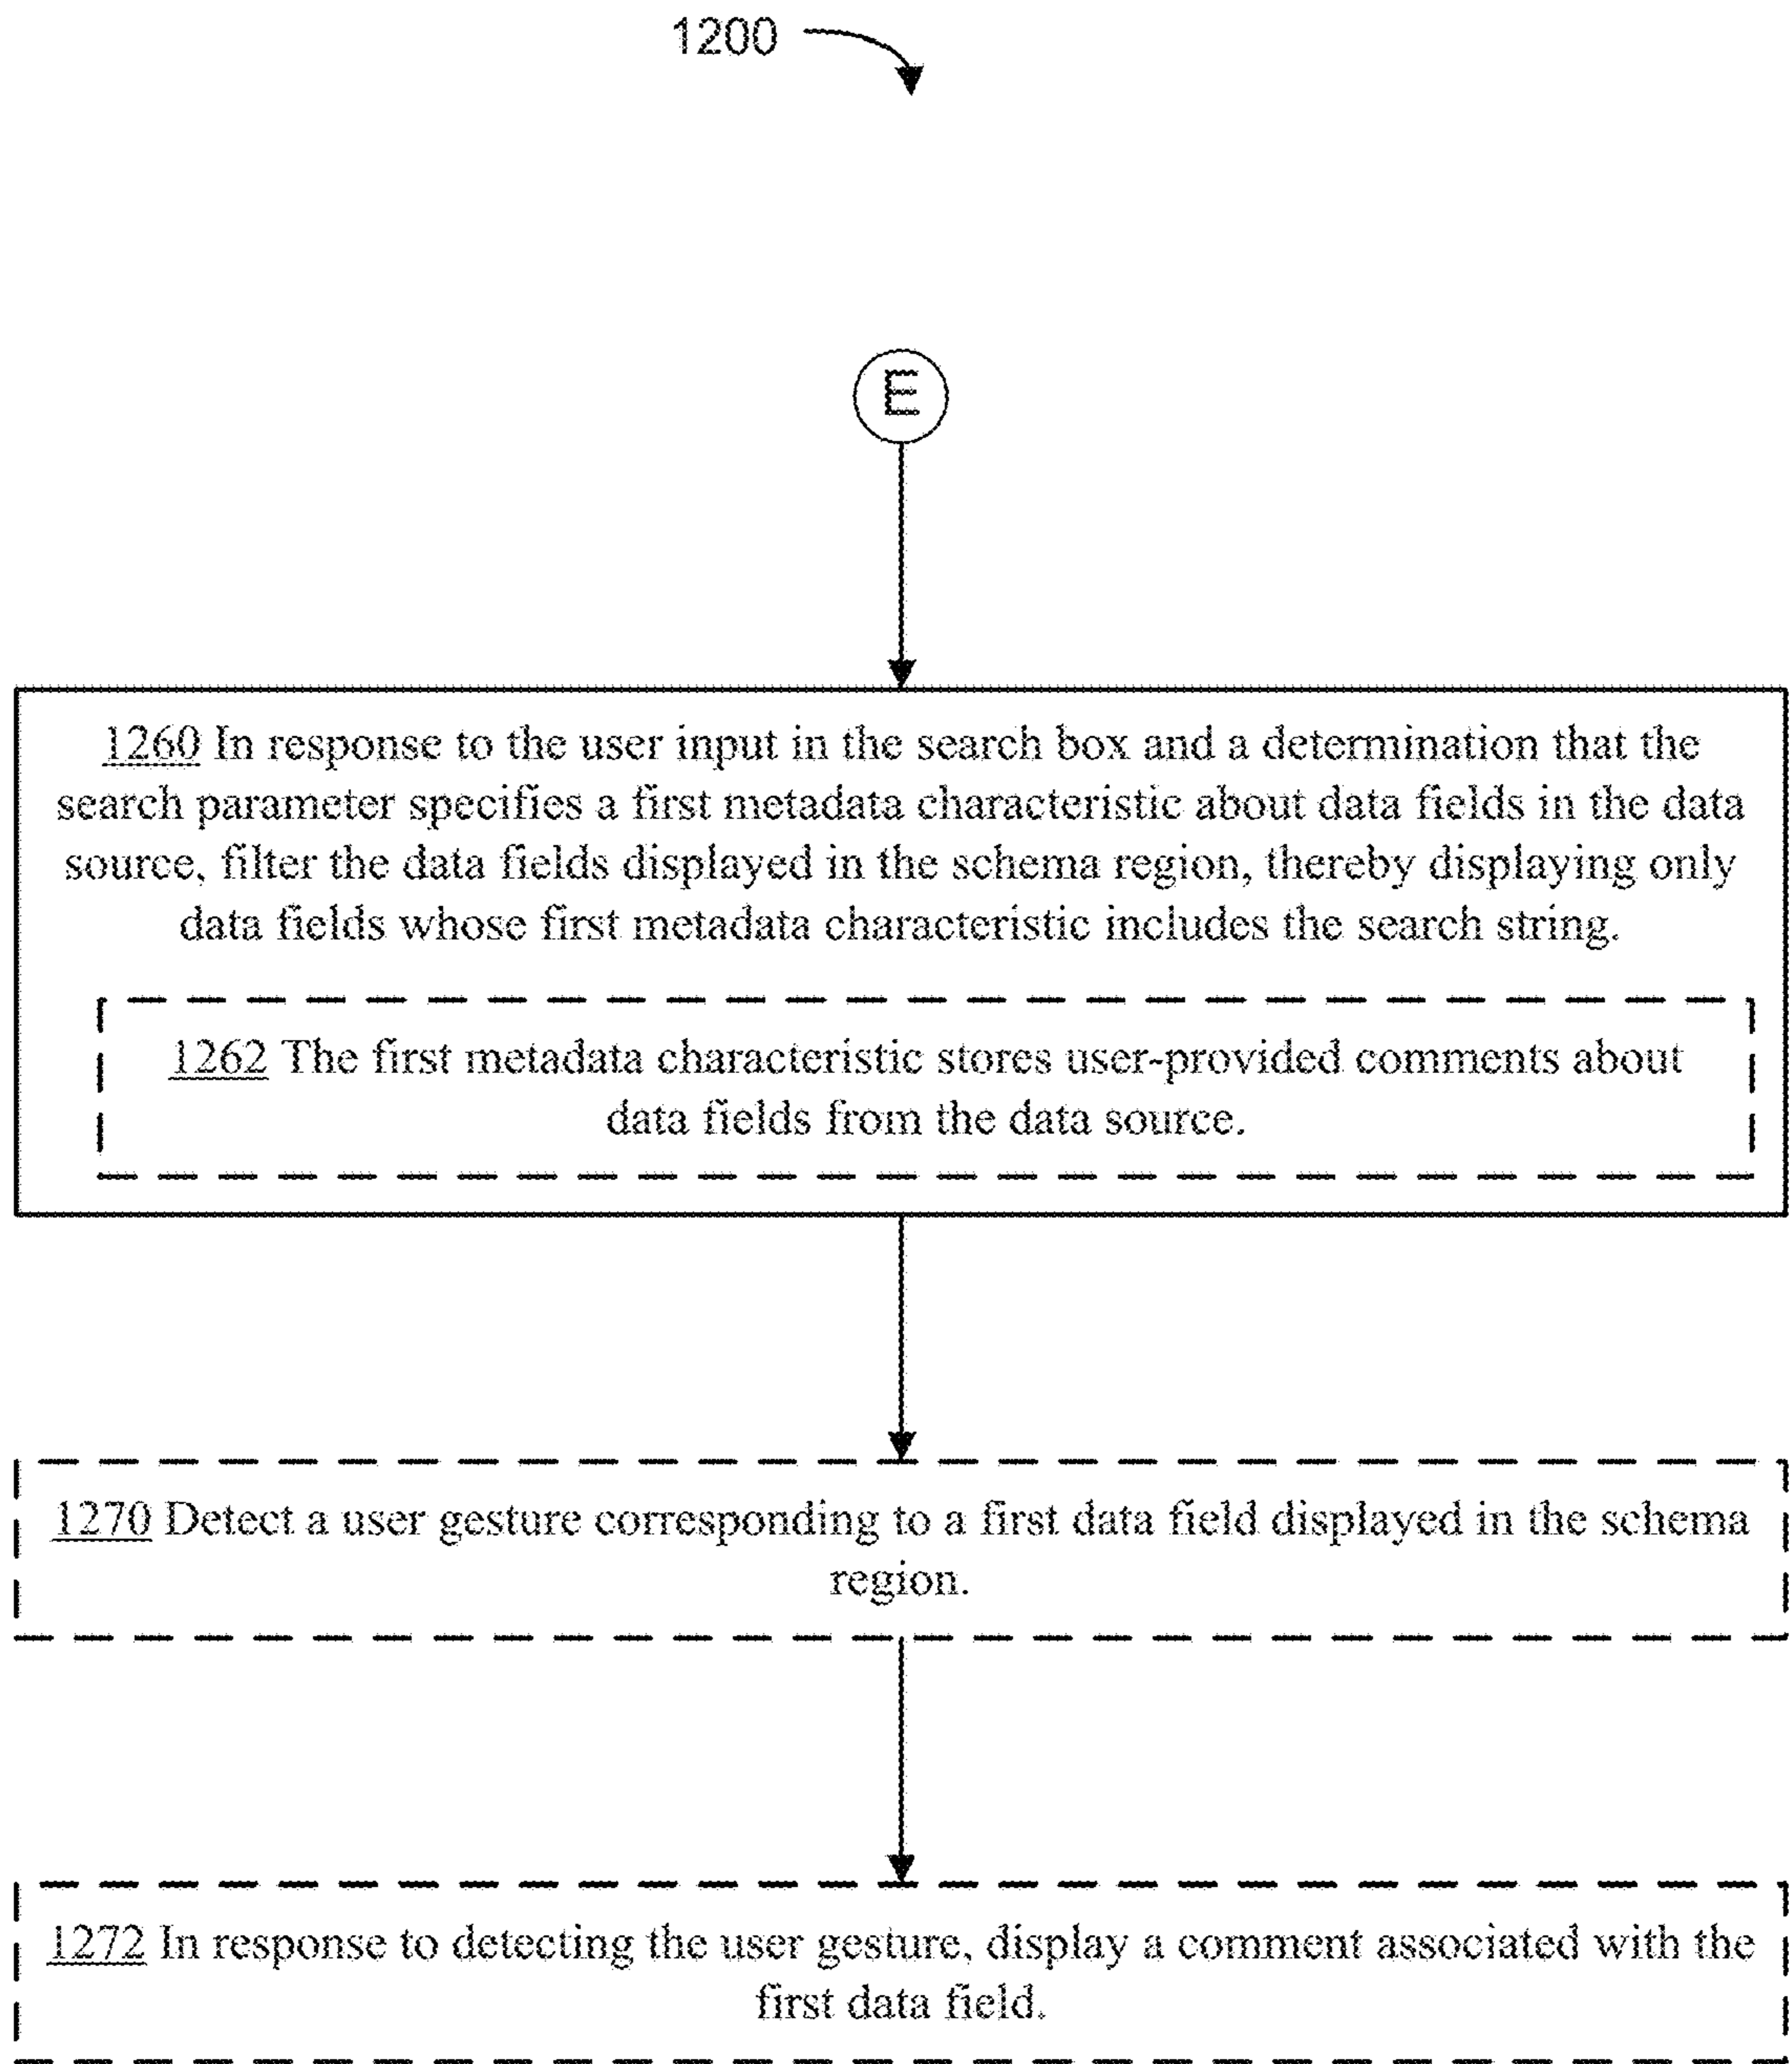 1200
E
1260 In response to the user input in the search box and a determination that the
search parameter specifies a first metadata characteristic about data fields in the data
source, filter the data fields displayed in the schema region, thereby displaying only
data fields whose first metadata characteristic includes the search string.
1262 The first metadata characteristic stores user-provided comments about
data fields from the data source.
1270 Detect a user gesture corresponding to a first data field displayed in the schema
region.
1272 In response to detecting the user gesture, display a comment associated with the
first data field.